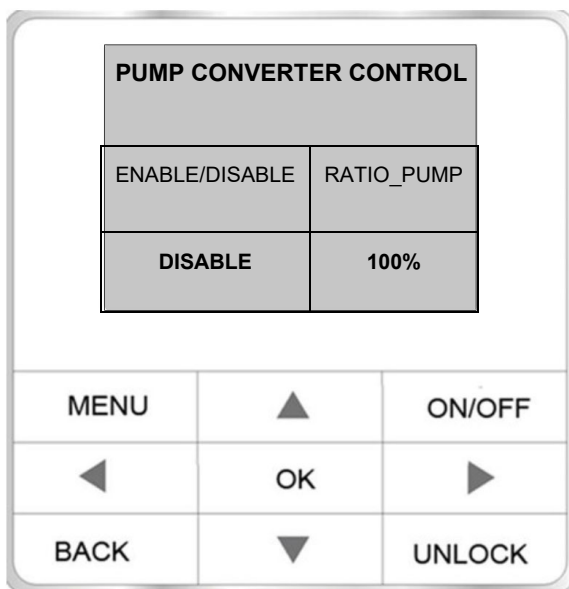 PUMP CONVERTER CONTROL
ENABLE/DISABLE RATIO_PUMP
DISABLE 100%
MENU ON/OFF
OK
BACK UNLOCK